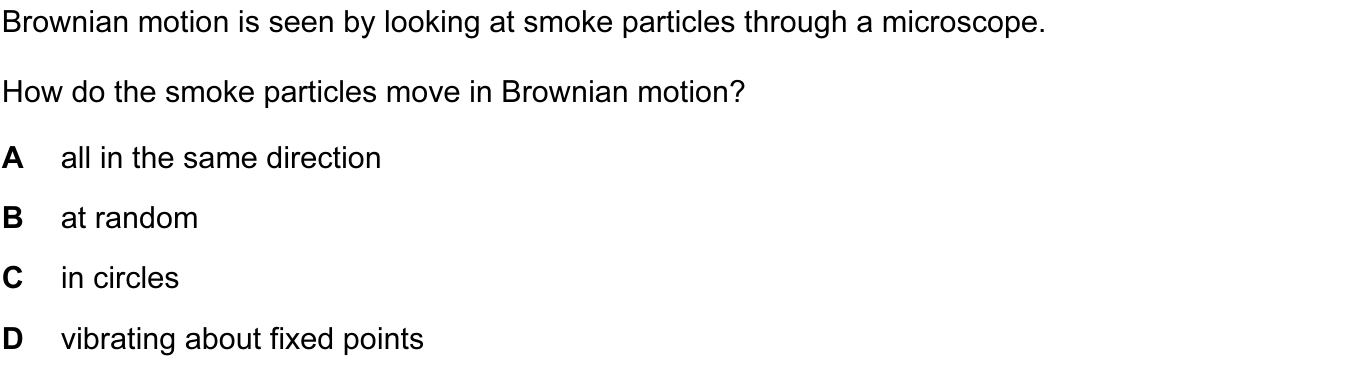 Brownian motion is seen by looking at smoke particles through a microscope.
How do the smoke particles move in Brownian motion?
A all in the same direction
B at random
C in circles
D vibrating about fixed points